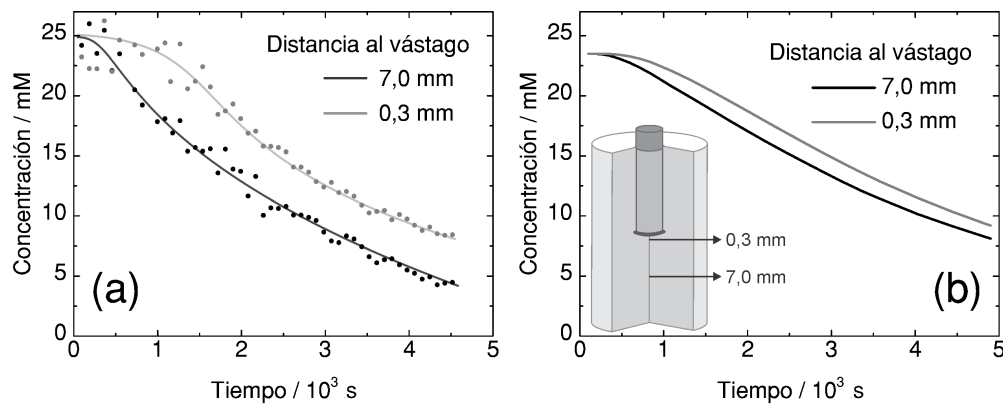 (a)
Concentración / mM
25
20
15
10
5
0
Distancia al vástago
7,0 mm
0,3 mm
0 1 2 3 4 5
Tiempo / 10³ s
(b)
Concentración / mM
25
20
15
10
5
0
Distancia al vástago
7,0 mm
0,3 mm
0,3 mm
7,0 mm
0 1 2 3 4 5
Tiempo / 10³ s